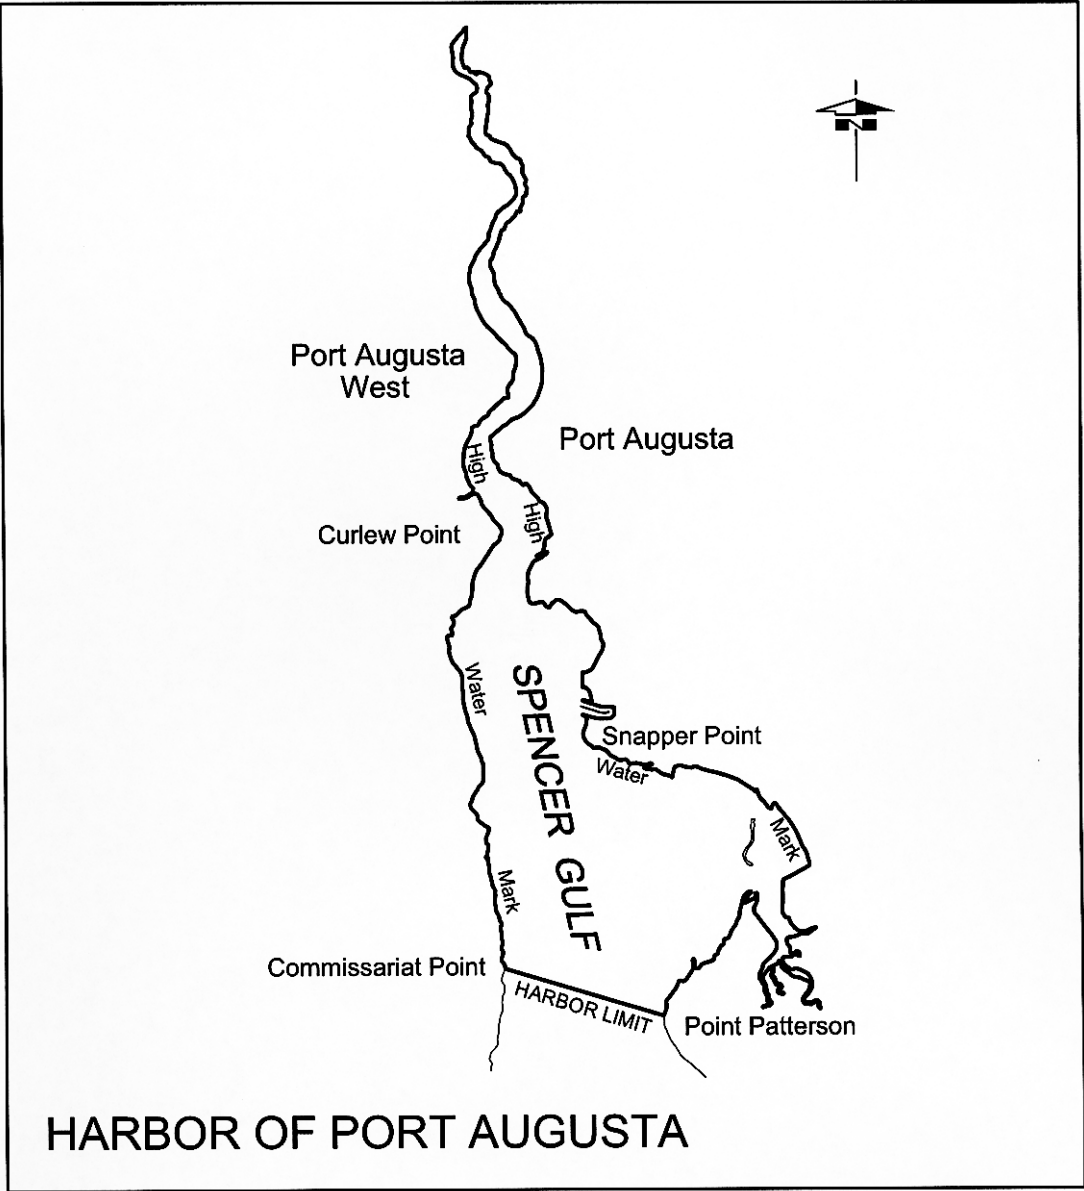 N
Port Augusta
West
Port Augusta
High
High
Curlew Point
Water
SPENCER GULF
Snapper Point
Water
Mark
Mark
Commissariat Point
HARBOR LIMIT
Point Patterson
HARBOR OF PORT AUGUSTA